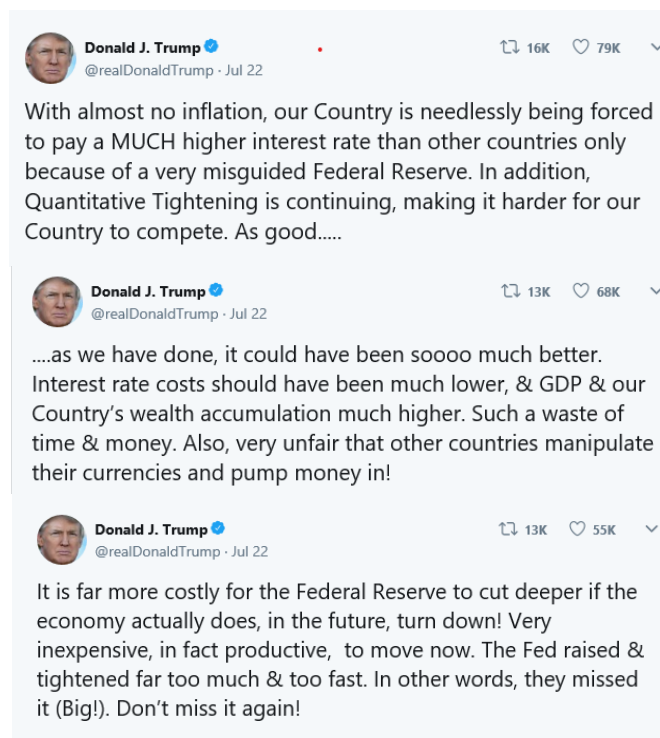 Donald J. Trump 16K 79K
@realDonaldTrump · Jul 22
With almost no inflation, our Country is needlessly being forced
to pay a MUCH higher interest rate than other countries only
because of a very misguided Federal Reserve. In addition,
Quantitative Tightening is continuing, making it harder for our
Country to compete. As good.....
Donald J. Trump 13K 68K
@realDonaldTrump · Jul 22
....as we have done, it could have been soooo much better.
Interest rate costs should have been much lower, & GDP & our
Country’s wealth accumulation much higher. Such a waste of
time & money. Also, very unfair that other countries manipulate
their currencies and pump money in!
Donald J. Trump 13K 55K
@realDonaldTrump · Jul 22
It is far more costly for the Federal Reserve to cut deeper if the
economy actually does, in the future, turn down! Very
inexpensive, in fact productive, to move now. The Fed raised &
tightened far too much & too fast. In other words, they missed
it (Big!). Don’t miss it again!